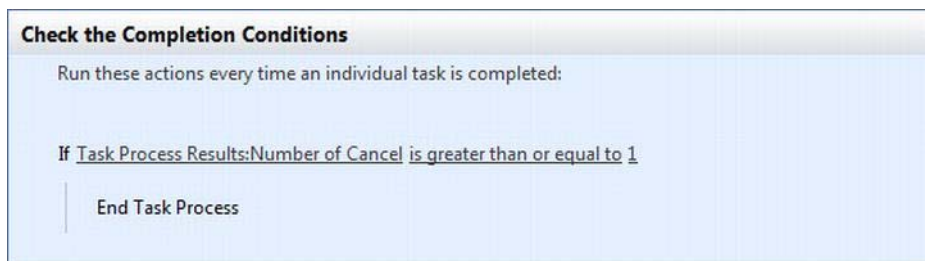 Check the Completion Conditions
Run these actions every time an individual task is completed:
If Task Process Results:Number of Cancel is greater than or equal to 1
End Task Process